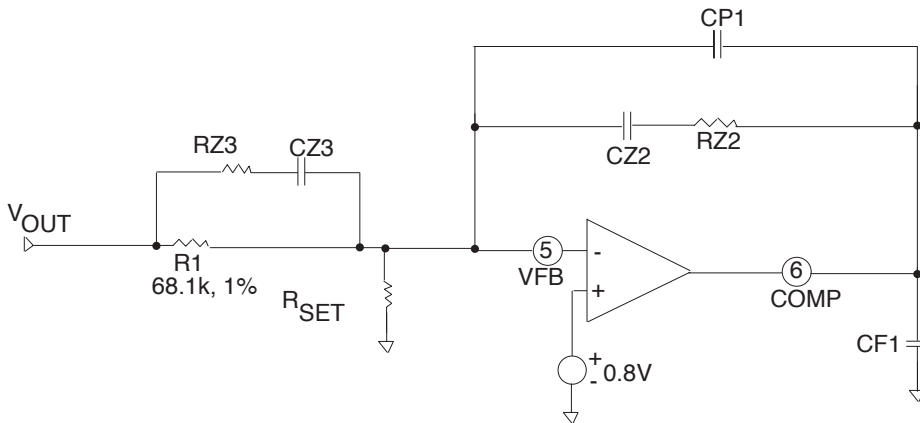 CP1
CZ2
RZ2
RZ3
CZ3
VOUT
R1
68.1k, 1%
RSET
5
VFB
-
+
6
COMP
+
-
0.8V
CF1